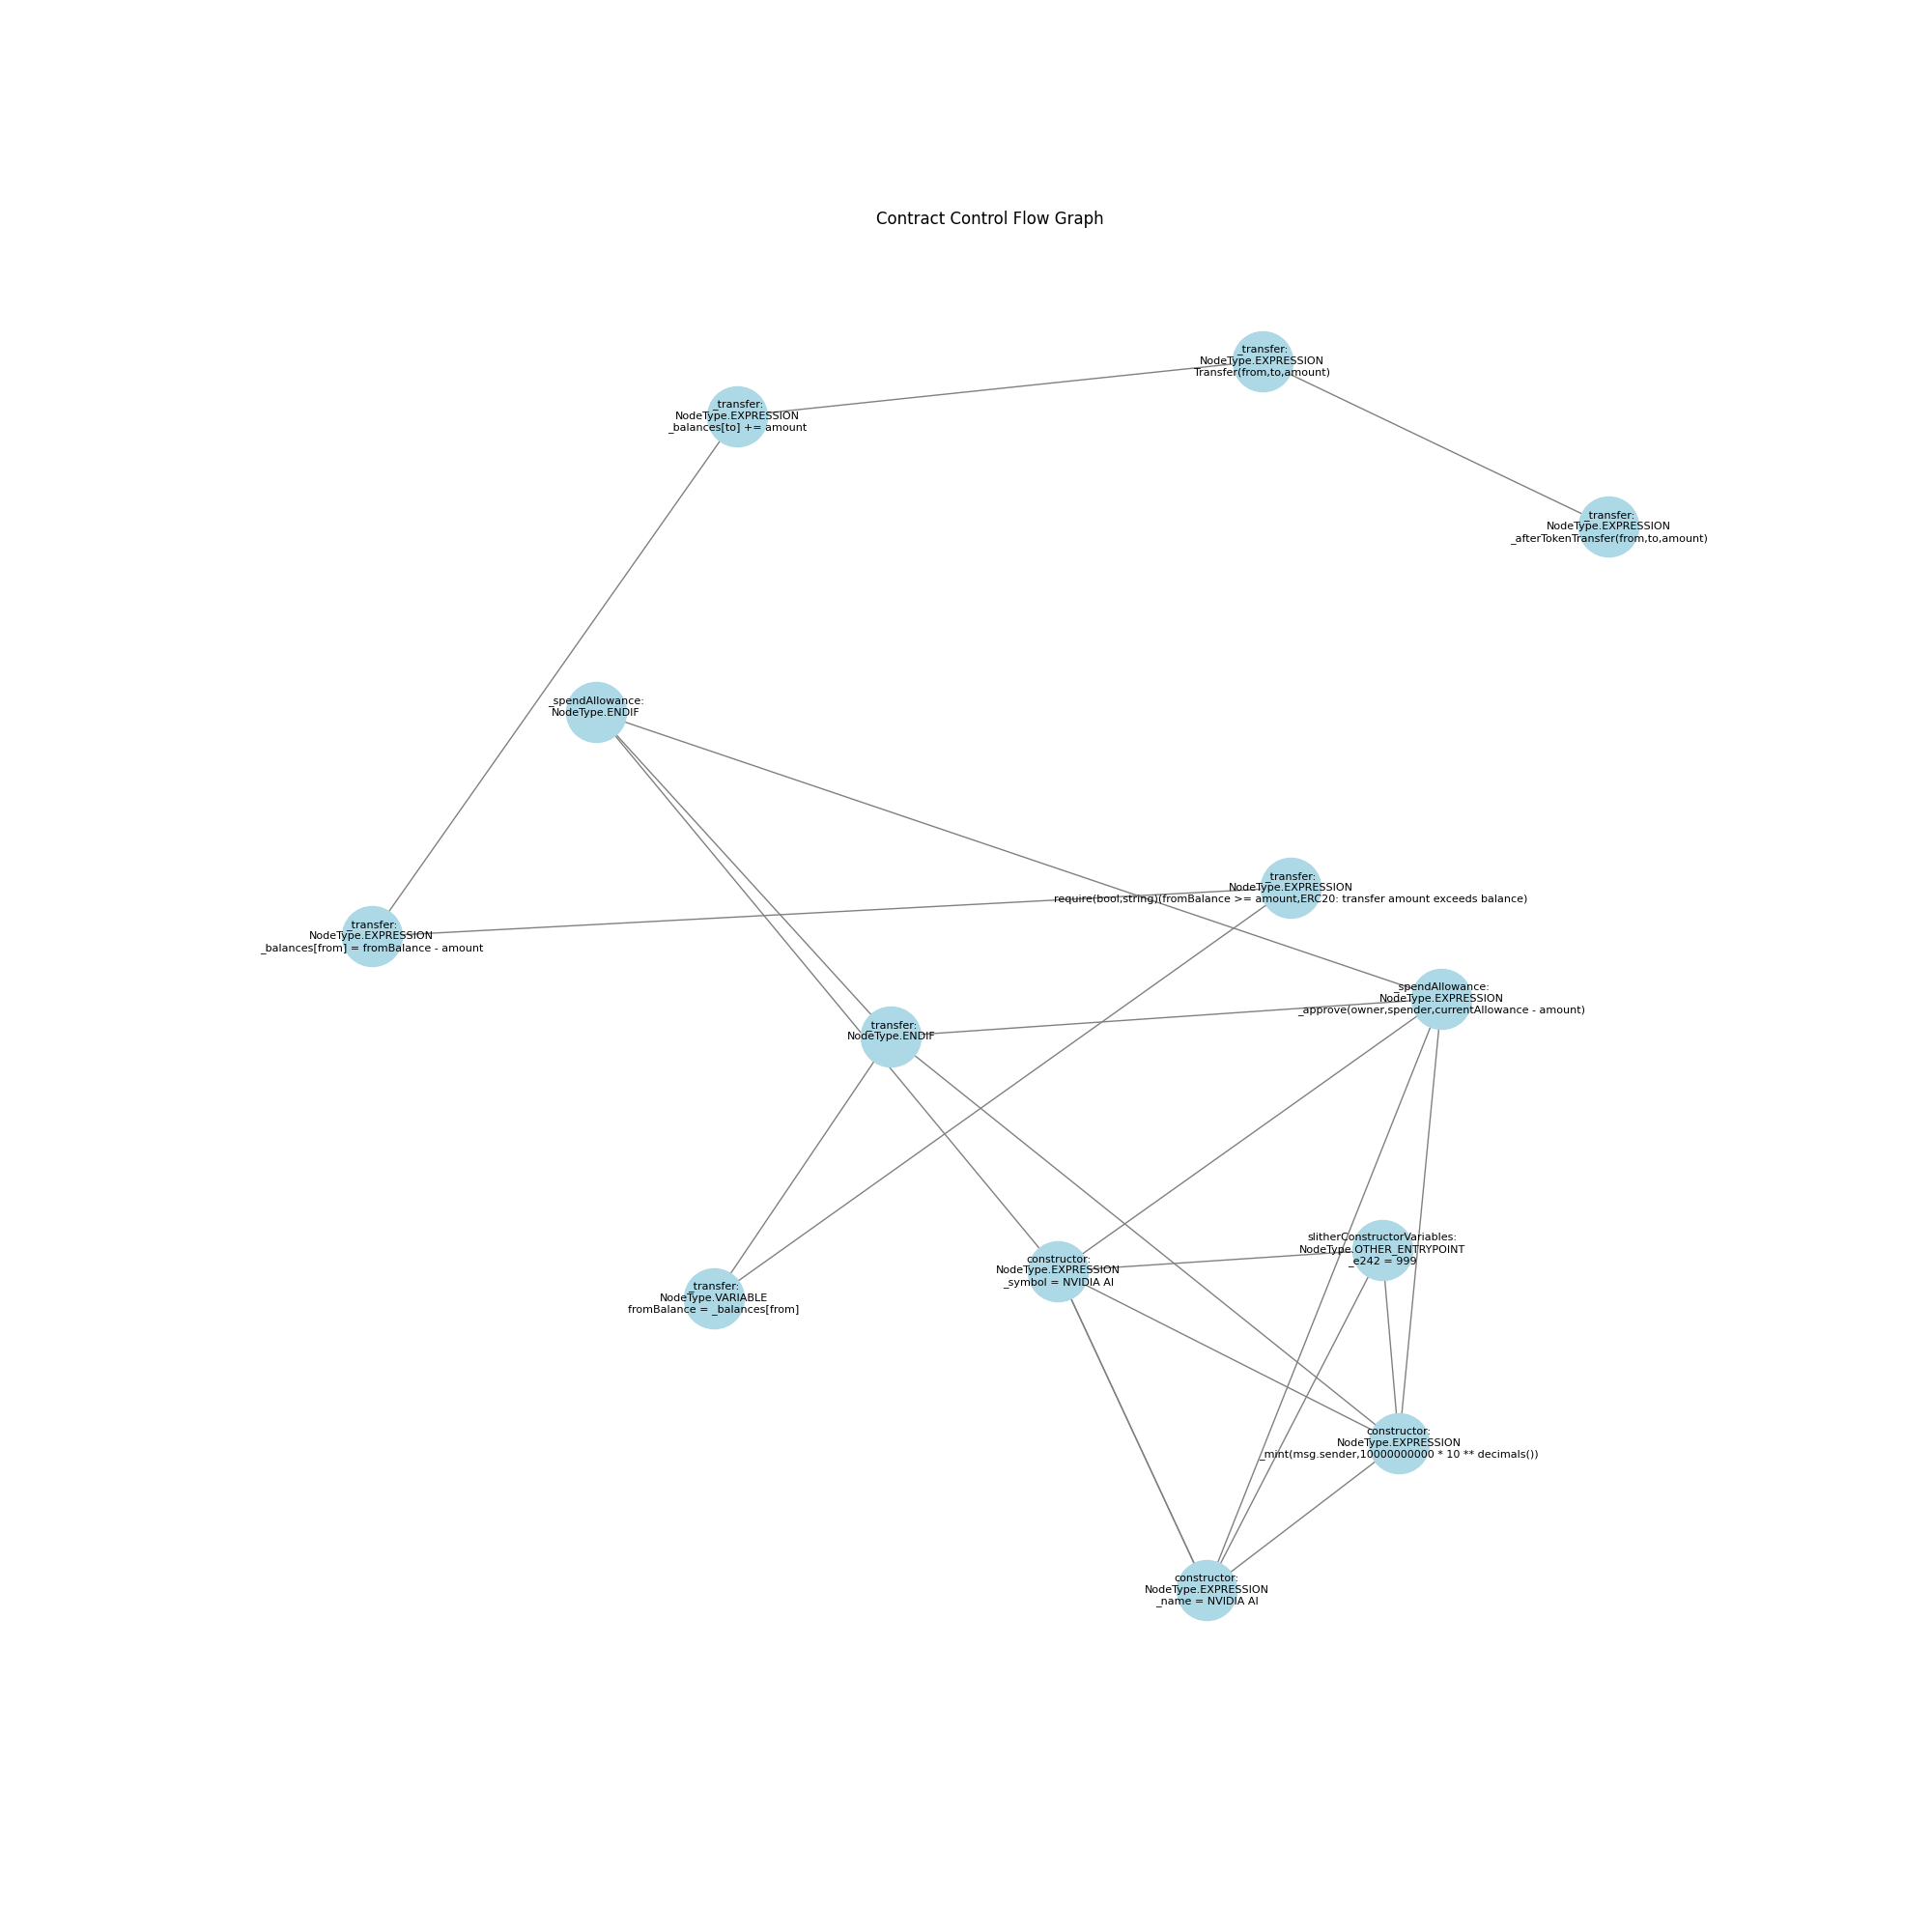 Contract Control Flow Graph
_transfer:
NodeType.EXPRESSION
Transfer(from,to,amount)
_transfer:
NodeType.EXPRESSION
_balances[to] += amount
_transfer:
NodeType.EXPRESSION
_afterTokenTransfer(from,to,amount)
_spendAllowance:
NodeType.ENDIF
_transfer:
NodeType.EXPRESSION
require(bool,string)(fromBalance >= amount,ERC20: transfer amount exceeds balance)
_transfer:
NodeType.EXPRESSION
_balances[from] = fromBalance - amount
_spendAllowance:
NodeType.EXPRESSION
_approve(owner,spender,currentAllowance - amount)
_transfer:
NodeType.ENDIF
slitherConstructorVariables:
NodeType.OTHER_ENTRYPOINT
_e242 = 999
constructor:
NodeType.EXPRESSION
_symbol = NVIDIA AI
_transfer:
NodeType.VARIABLE
fromBalance = _balances[from]
constructor:
NodeType.EXPRESSION
_mint(msg.sender,10000000000 * 10 ** decimals())
constructor:
NodeType.EXPRESSION
_name = NVIDIA AI